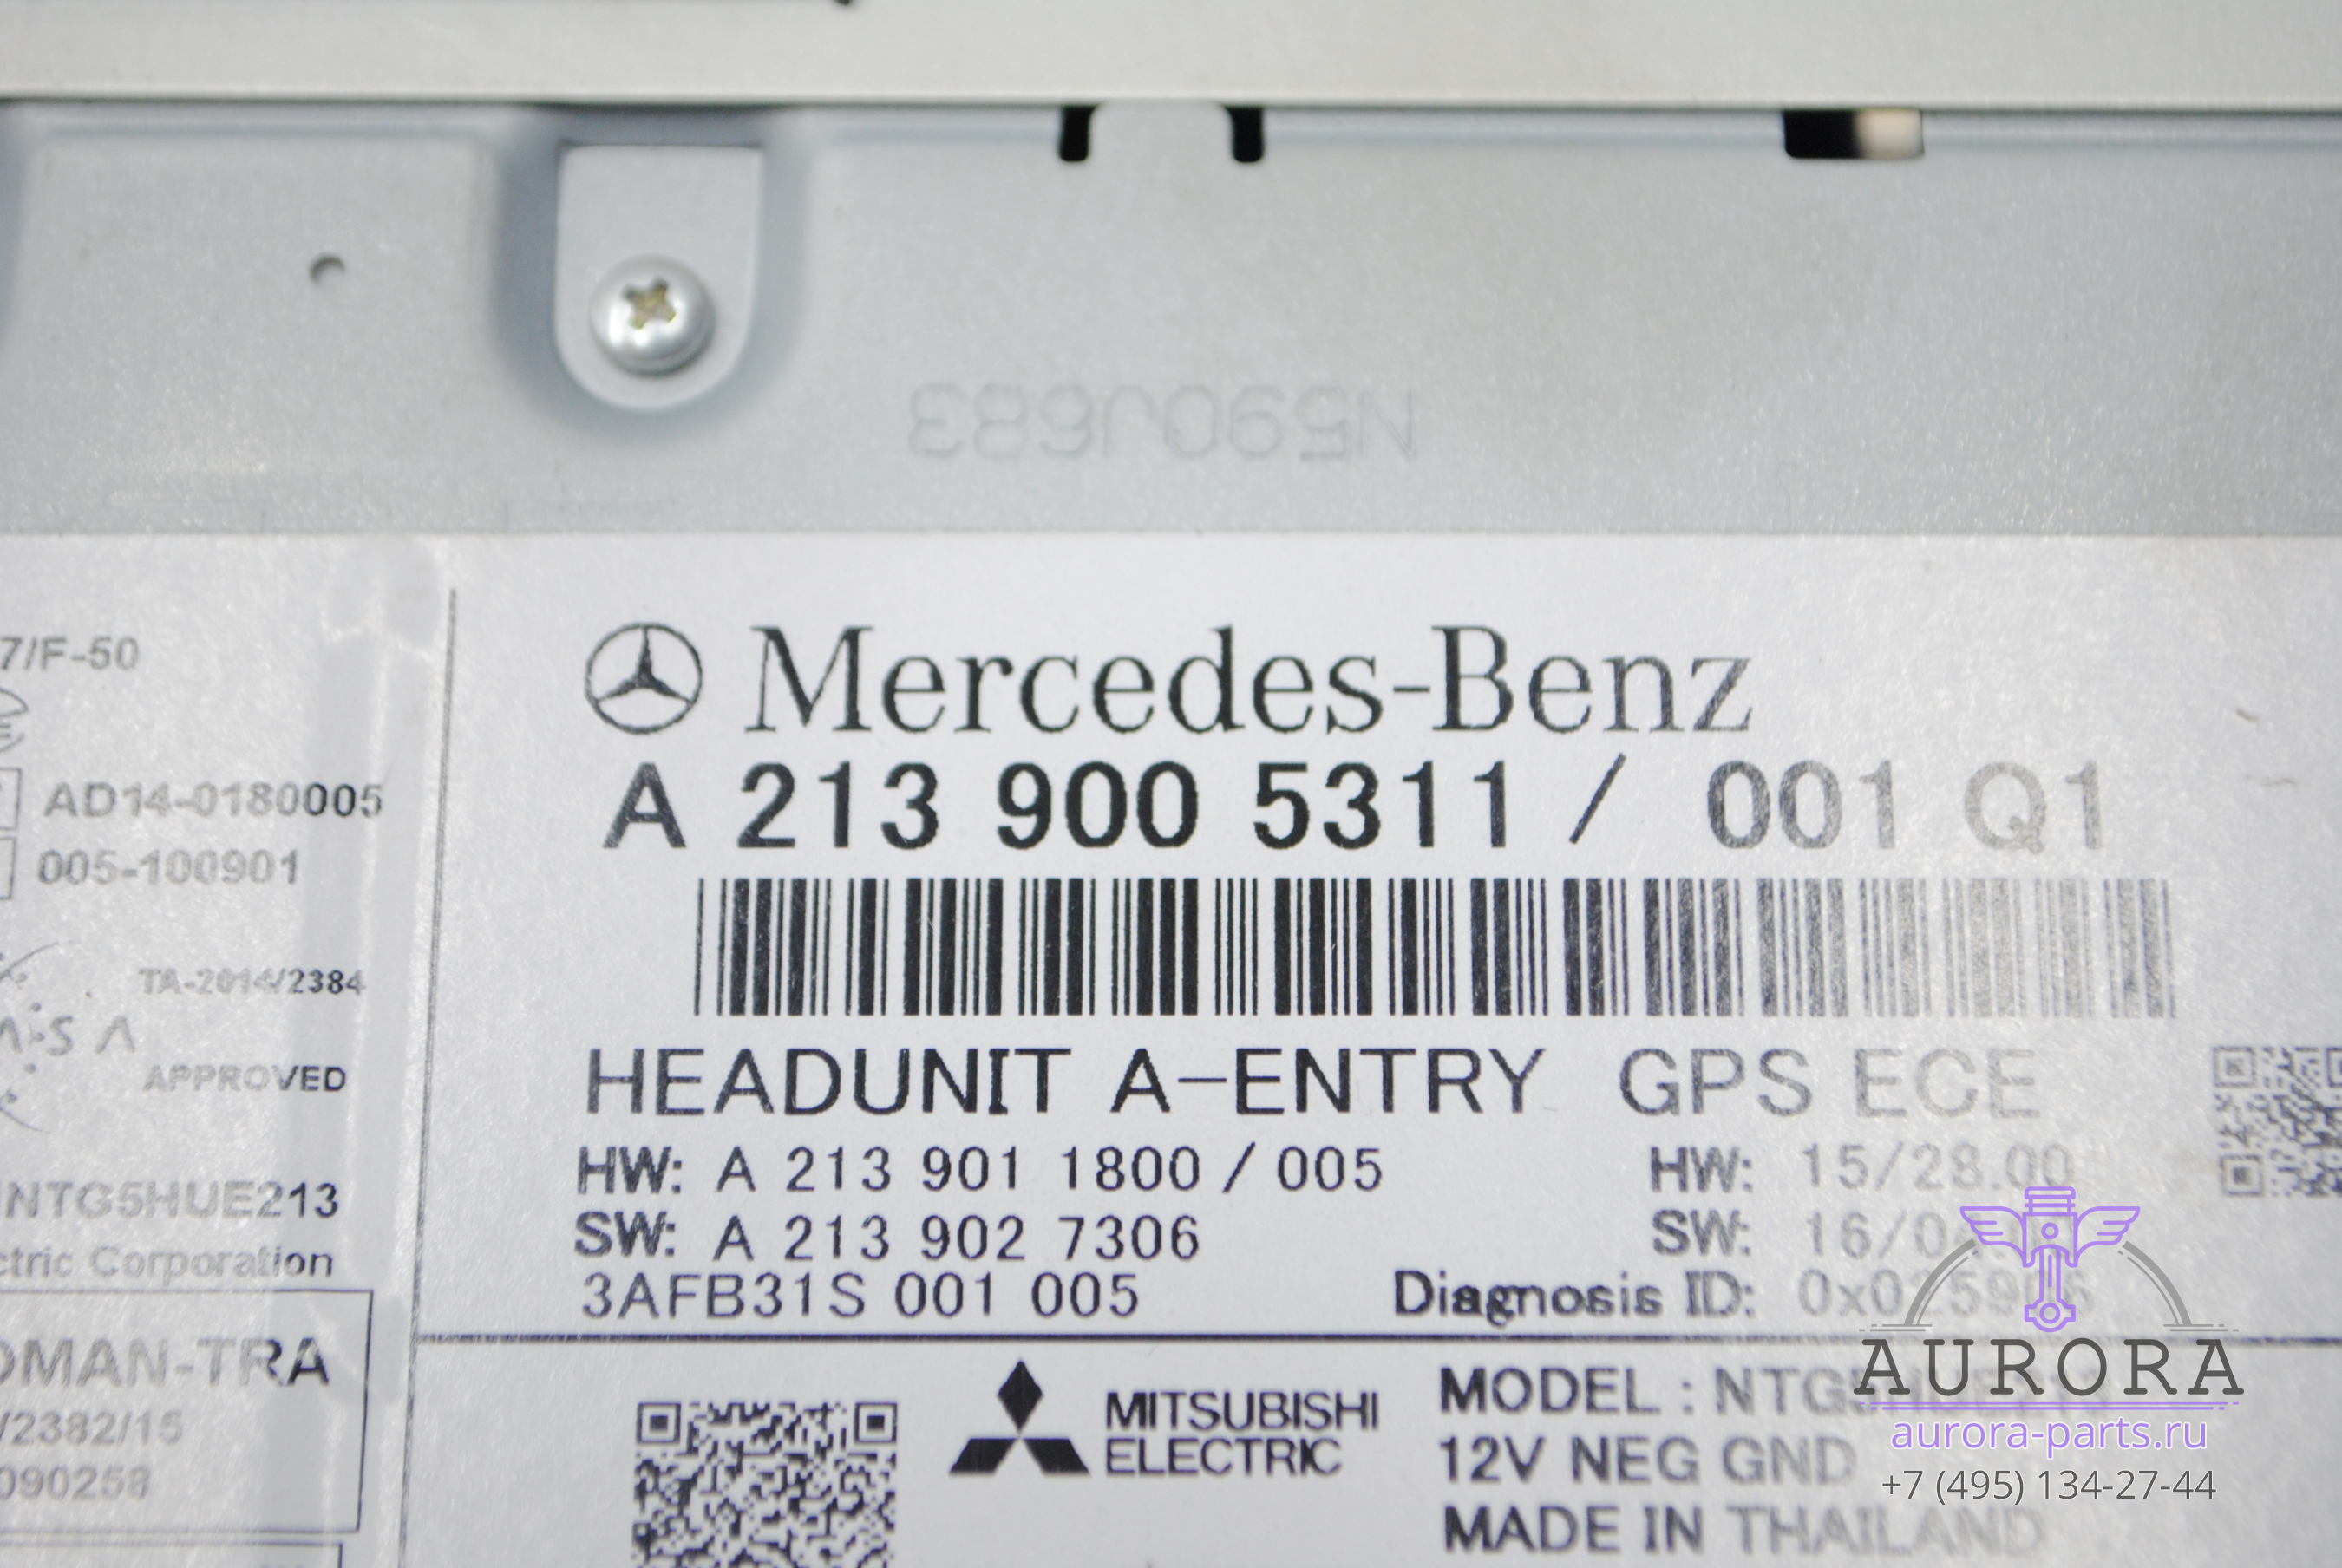 N590J683
7/F-50
AD14-0180005
005-100901
TA-2014/2384
APPROVED
NTG5HUE213
ctric Corporation
OMAN-TRA
/2382/15
090258
Mercedes-Benz
A 213 900 5311 / 001 Q1
HEADUNIT A-ENTRY GPS ECE
HW: A 213 901 1800 / 005 HW: 15/28.00
SW: A 213 902 7306 SW:
3AFB31S 001 005 Diagnosis ID:
MITSUBISHI
ELECTRIC
MODEL :
12V NEG GND
MADE IN THAILAND
AURORA
aurora-parts.ru
+7 (495) 134-27-44